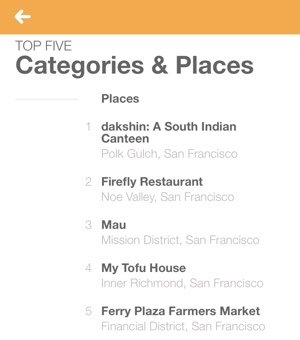 TOP FIVE
Categories & Places
Places
1 dakshin: A South Indian
Canteen
Polk Gulch, San Francisco
2 Firefly Restaurant
Noe Valley, San Francisco
3 Mau
Mission District, San Francisco
4 My Tofu House
Inner Richmond, San Francisco
5 Ferry Plaza Farmers Market
Financial District, San Francisco